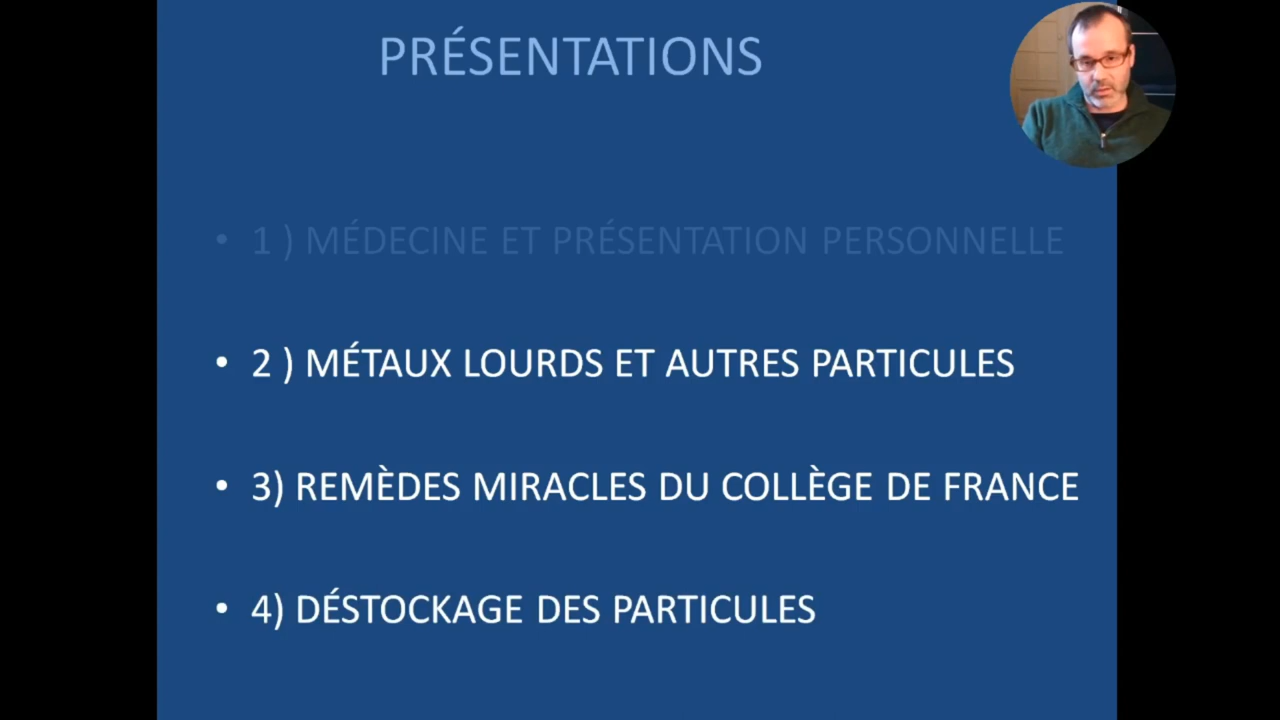 PRÉSENTATIONS
• 1 ) MÉDECINE ET PRÉSENTATION PERSONNELLE
• 2 ) MÉTAUX LOURDS ET AUTRES PARTICULES
• 3) REMÈDES MIRACLES DU COLLÈGE DE FRANCE
• 4) DÉSTOCKAGE DES PARTICULES